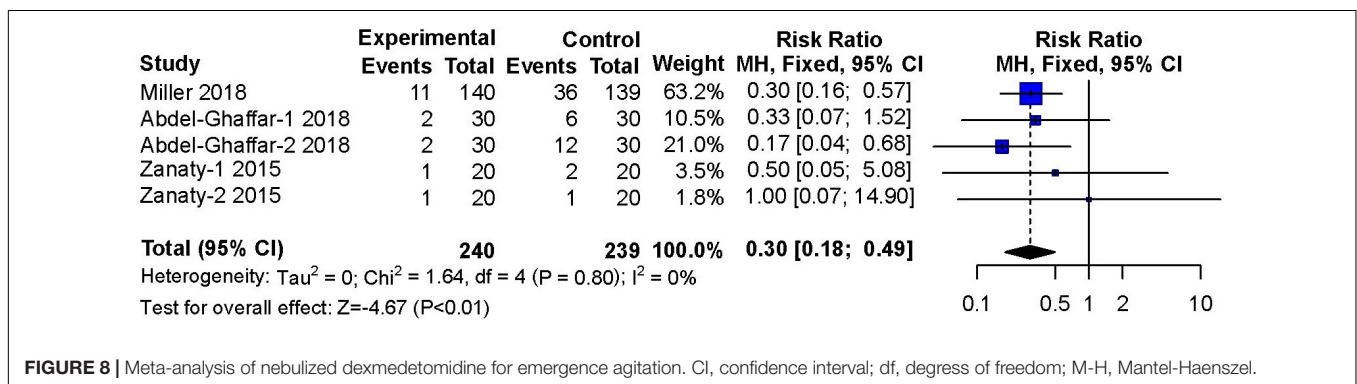 Experimental Control Risk Ratio Risk Ratio
Study Events Total Events Total Weight MH, Fixed, 95% CI MH, Fixed, 95% CI
Miller 2018 11 140 36 139 63.2% 0.30 [0.16; 0.57]
Abdel-Ghaffar-1 2018 2 30 6 30 10.5% 0.33 [0.07; 1.52]
Abdel-Ghaffar-2 2018 2 30 12 30 21.0% 0.17 [0.04; 0.68]
Zanaty-1 2015 1 20 2 20 3.5% 0.50 [0.05; 5.08]
Zanaty-2 2015 1 20 1 20 1.8% 1.00 [0.07; 14.90]
Total (95% CI) 240 239 100.0% 0.30 [0.18; 0.49]
Heterogeneity: Tau² = 0; Chi² = 1.64, df = 4 (P = 0.80); I² = 0%
Test for overall effect: Z=-4.67 (P<0.01)
0.1 0.5 1 2 10
FIGURE 8 | Meta-analysis of nebulized dexmedetomidine for emergence agitation. CI, confidence interval; df, degree of freedom; M-H, Mantel-Haenszel.